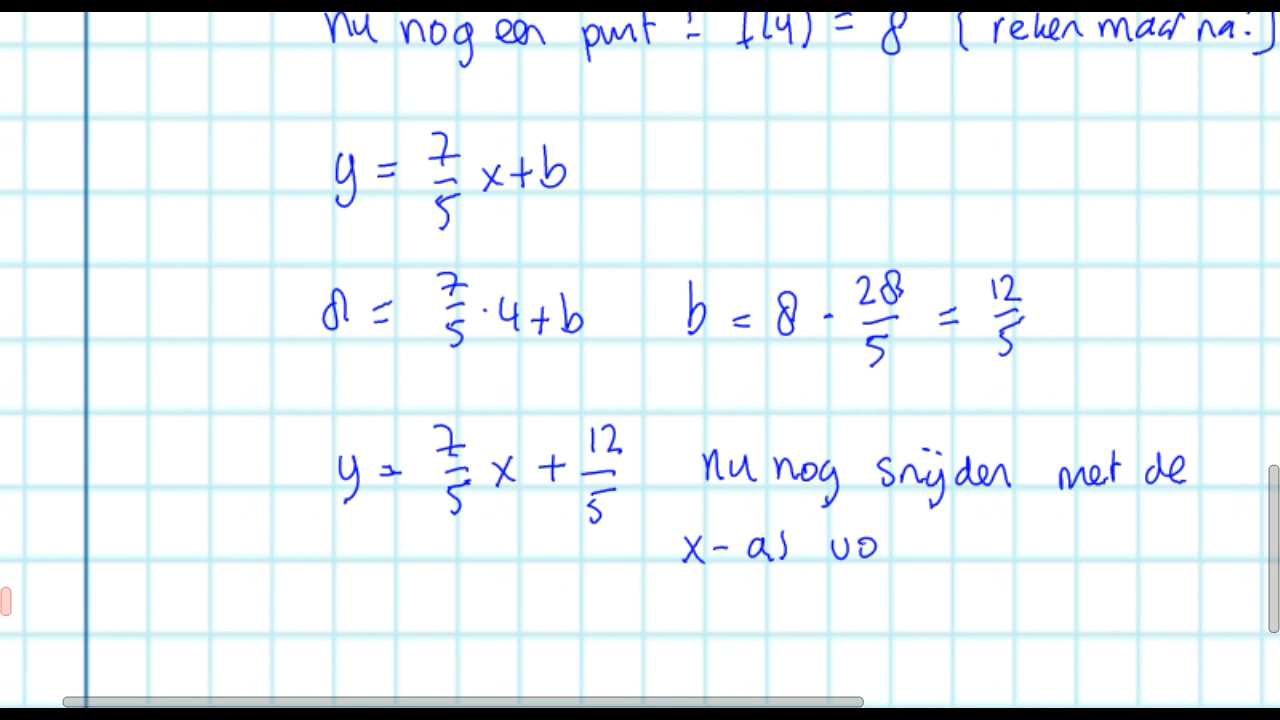 nu nog een punt : f(4) = 8 (reken maar na!)
y = 7/5 x + b
8 = 7/5 · 4 + b b = 8 - 28/5 = 12/5
y = 7/5 x + 12/5 nu nog snijden met de
x-as vo